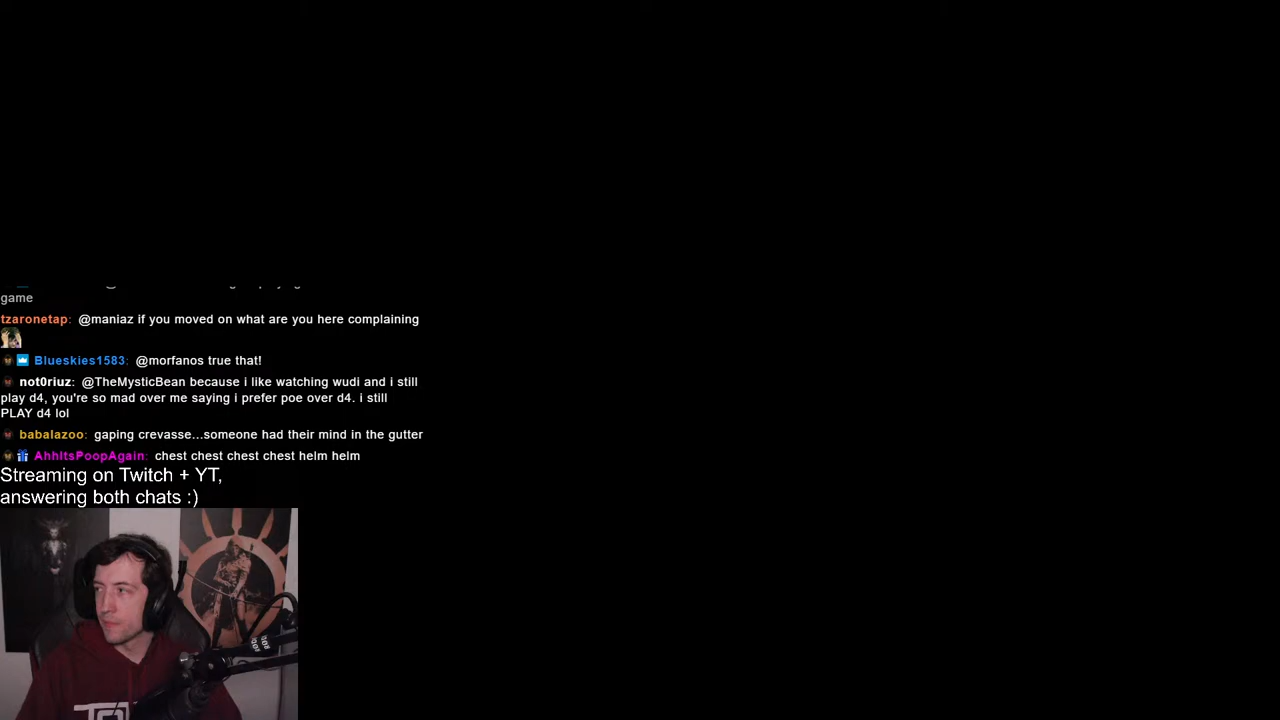 game
tzaronetap: @maniaz if you moved on what are you here complaining
Blueskies1583: @morfanos true that!
not0riuz: @TheMysticBean because i like watching wudi and i still
play d4, you're so mad over me saying i prefer poe over d4. i still
PLAY d4 lol
babalazoo: gaping crevasse...someone had their mind in the gutter
AhhItsPoopAgain: chest chest chest chest helm helm
Streaming on Twitch + YT,
answering both chats :)